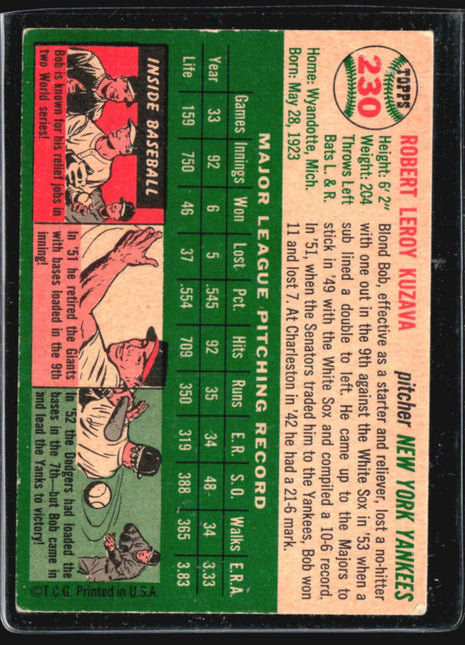 TOPPS
230
ROBERT LEROY KUZAVA pitcher NEW YORK YANKEES
Height: 6' 2"
Weight: 204
Throws Left
Bats L. & R.
Home: Wyandotte, Mich.
Born: May 28, 1923
Blond Bob, effective as a starter and reliever, lost a no-hitter
with one out in the 9th against the White Sox in '53 when a
sub lined a double to left. He came up to the Majors to
stick in '49 with the White Sox and compiled a 10-6 record.
In '51, when the Senators traded him to the Yankees, Bob won
11 and lost 7. At Charleston in '42 he had a 21-6 mark.
MAJOR LEAGUE PITCHING RECORD
Games Innings Won Lost Pct. Hits Runs E.R. S.O. Walks E.R.A.
Year 33 92 6 5 .545 92 35 34 48 34 3.33
Life 159 750 46 37 .554 709 350 319 388 365 3.83
INSIDE BASEBALL
Bob is known for his relief jobs in
two World series!
In '51 he retired the Giants
with bases loaded in the 9th
inning!
In '52 the Dodgers had loaded the
bases in the 7th—but Bob came in
and lead the Yanks to victory!
©T.C.G. Printed in U.S.A.